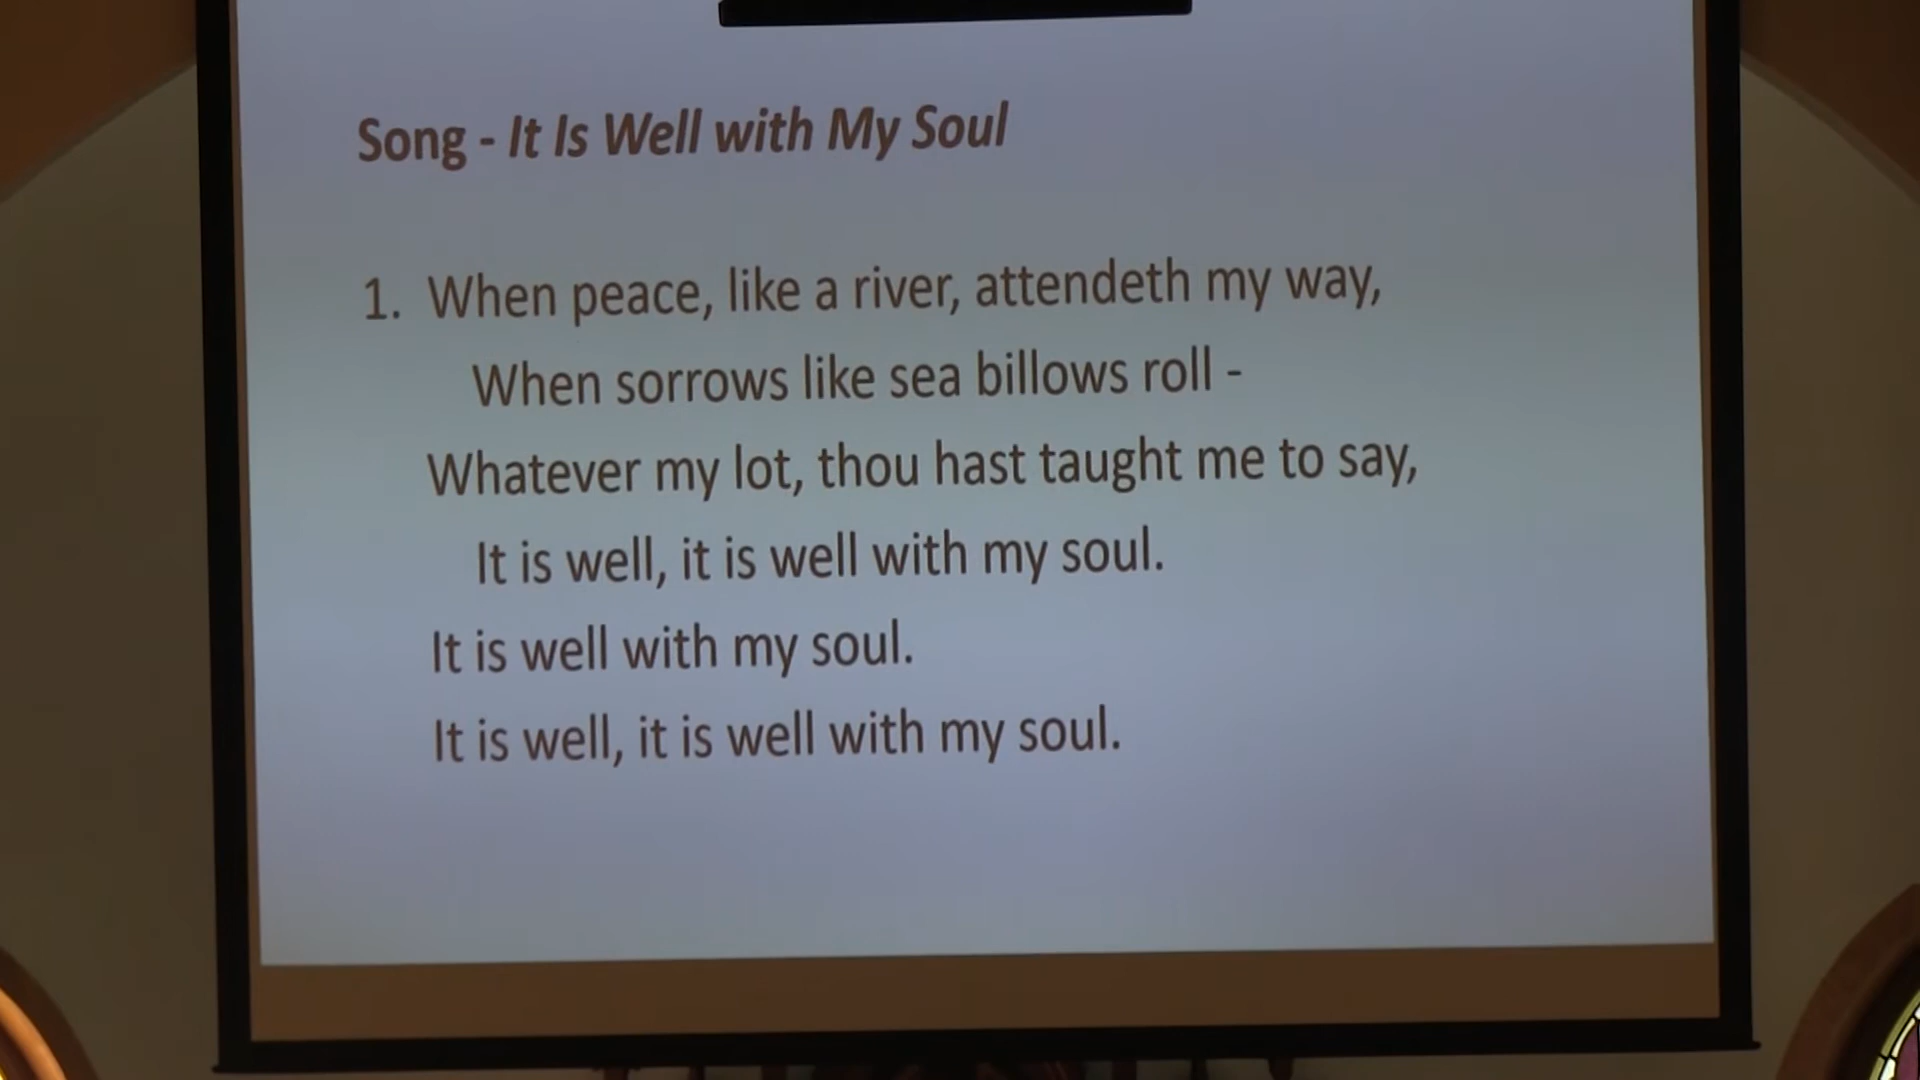 Song - It Is Well with My Soul
1. When peace, like a river, attendeth my way,
When sorrows like sea billows roll -
Whatever my lot, thou hast taught me to say,
It is well, it is well with my soul.
It is well with my soul.
It is well, it is well with my soul.